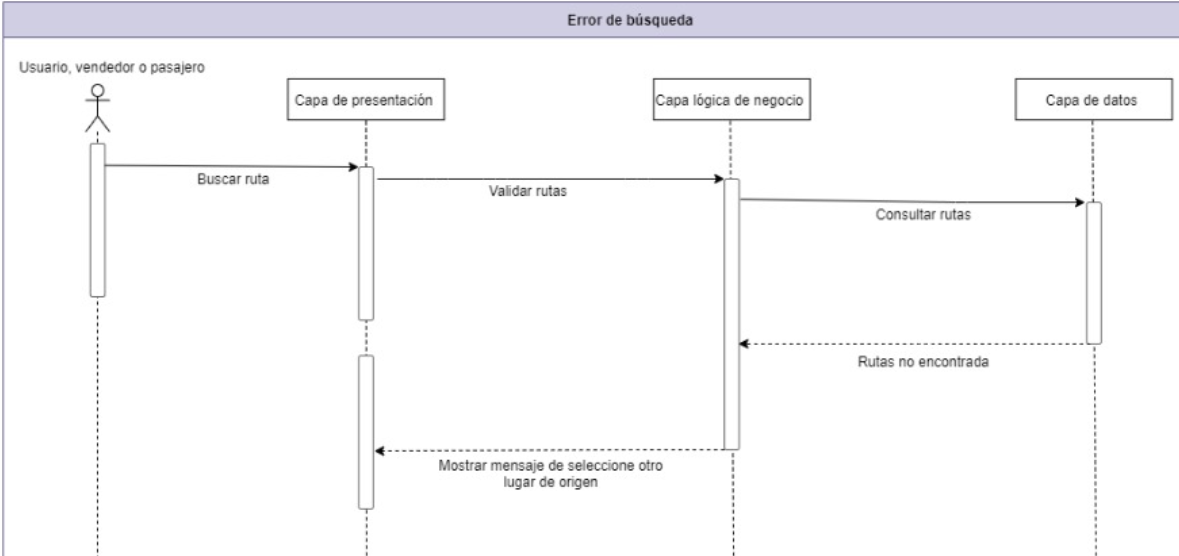 Error de búsqueda
Usuario, vendedor o pasajero
Capa de presentación
Capa lógica de negocio
Capa de datos
Buscar ruta
Validar rutas
Consultar rutas
Rutas no encontrada
Mostrar mensaje de seleccione otro
lugar de origen